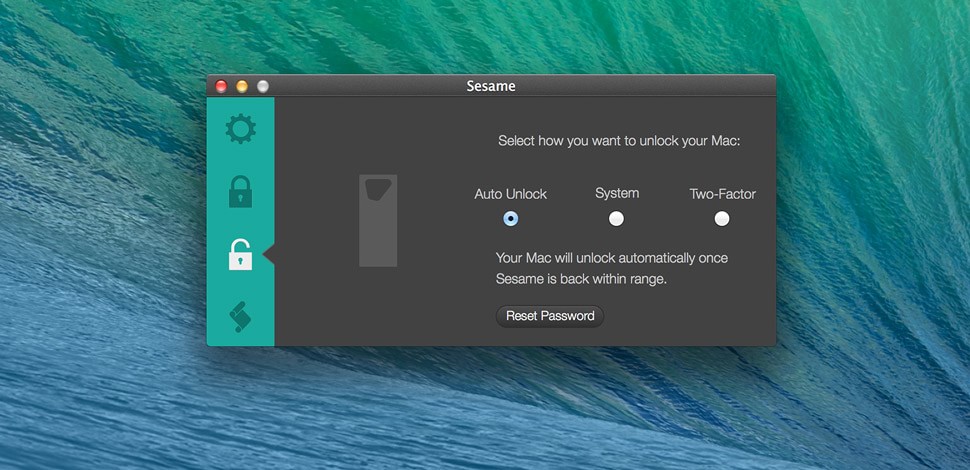 Sesame
Select how you want to unlock your Mac:
Auto Unlock System Two-Factor
Your Mac will unlock automatically once
Sesame is back within range.
Reset Password